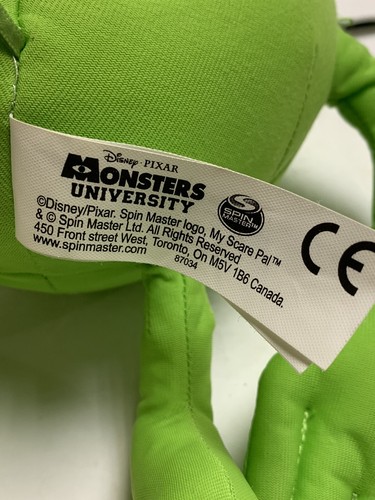 Disney · PIXAR
MONSTERS
UNIVERSITY
SPIN
MASTER™
©Disney/Pixar. Spin Master logo, My Scare Pal™
& © Spin Master Ltd. All Rights Reserved
450 Front street West, Toronto, On M5V 1B6 Canada.
www.spinmaster.com
87034
CE